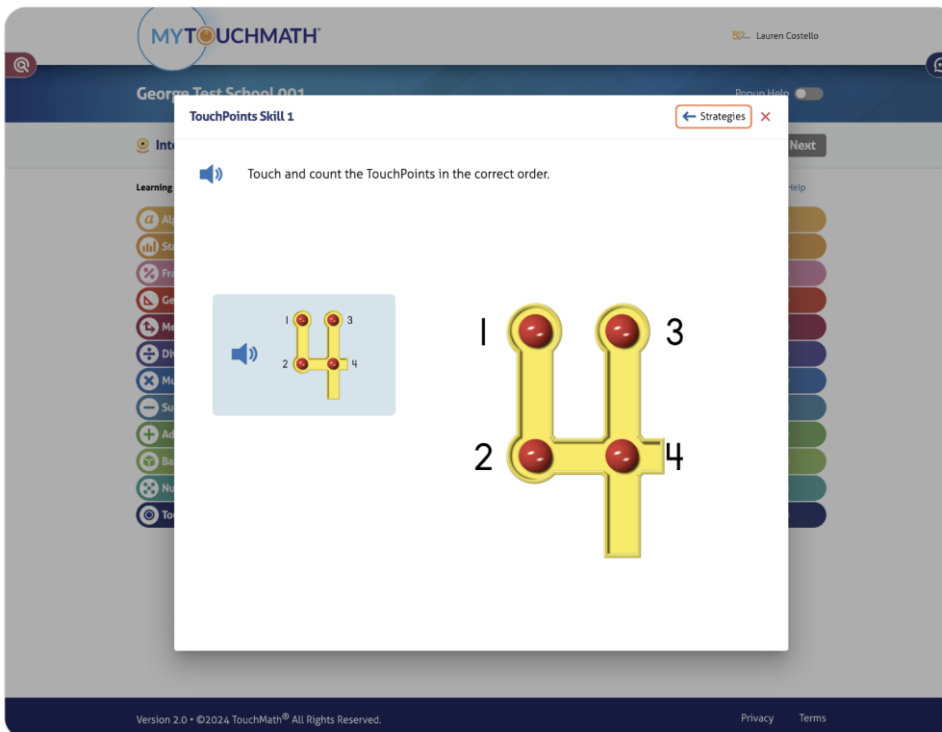 MYTOUCHMATH®
Lauren Costello
George Test School 001
Popup Help
TouchPoints Skill 1
← Strategies ×
Next
Touch and count the TouchPoints in the correct order.
Learning
Help
1 3
2 4
1 3
2 4
Version 2.0 • ©2024 TouchMath® All Rights Reserved.
Privacy Terms